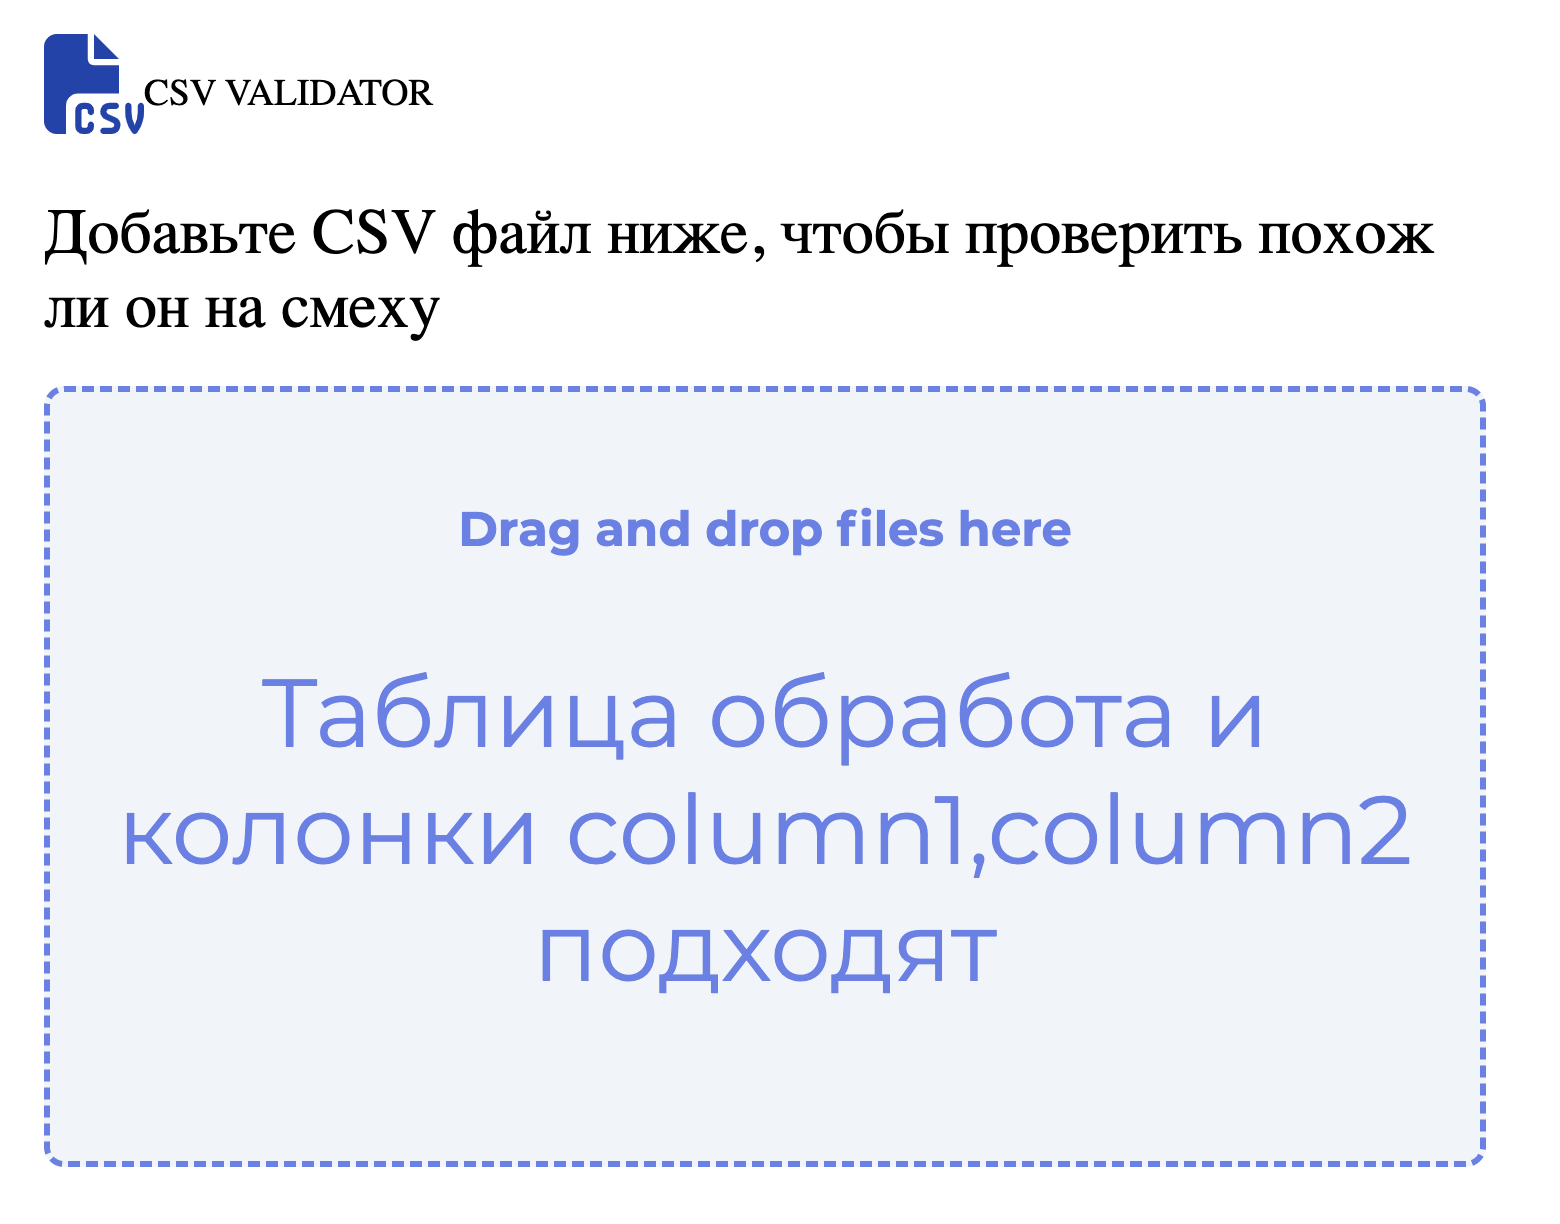 CSV
CSV VALIDATOR
Добавьте CSV файл ниже, чтобы проверить похож
ли он на смеху
Drag and drop files here
Таблица обработа и
колонки column1,column2
подходят